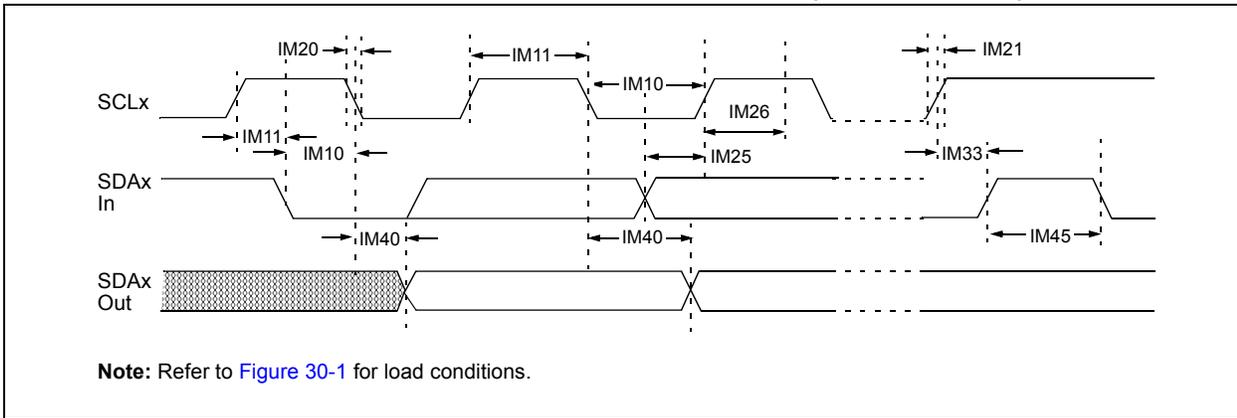 IM20
IM11
IM21
IM10
SCLx
IM26
IM11
IM10
IM25
IM33
SDAx
In
IM40
IM40
IM45
SDAx
Out
Note: Refer to Figure 30-1 for load conditions.